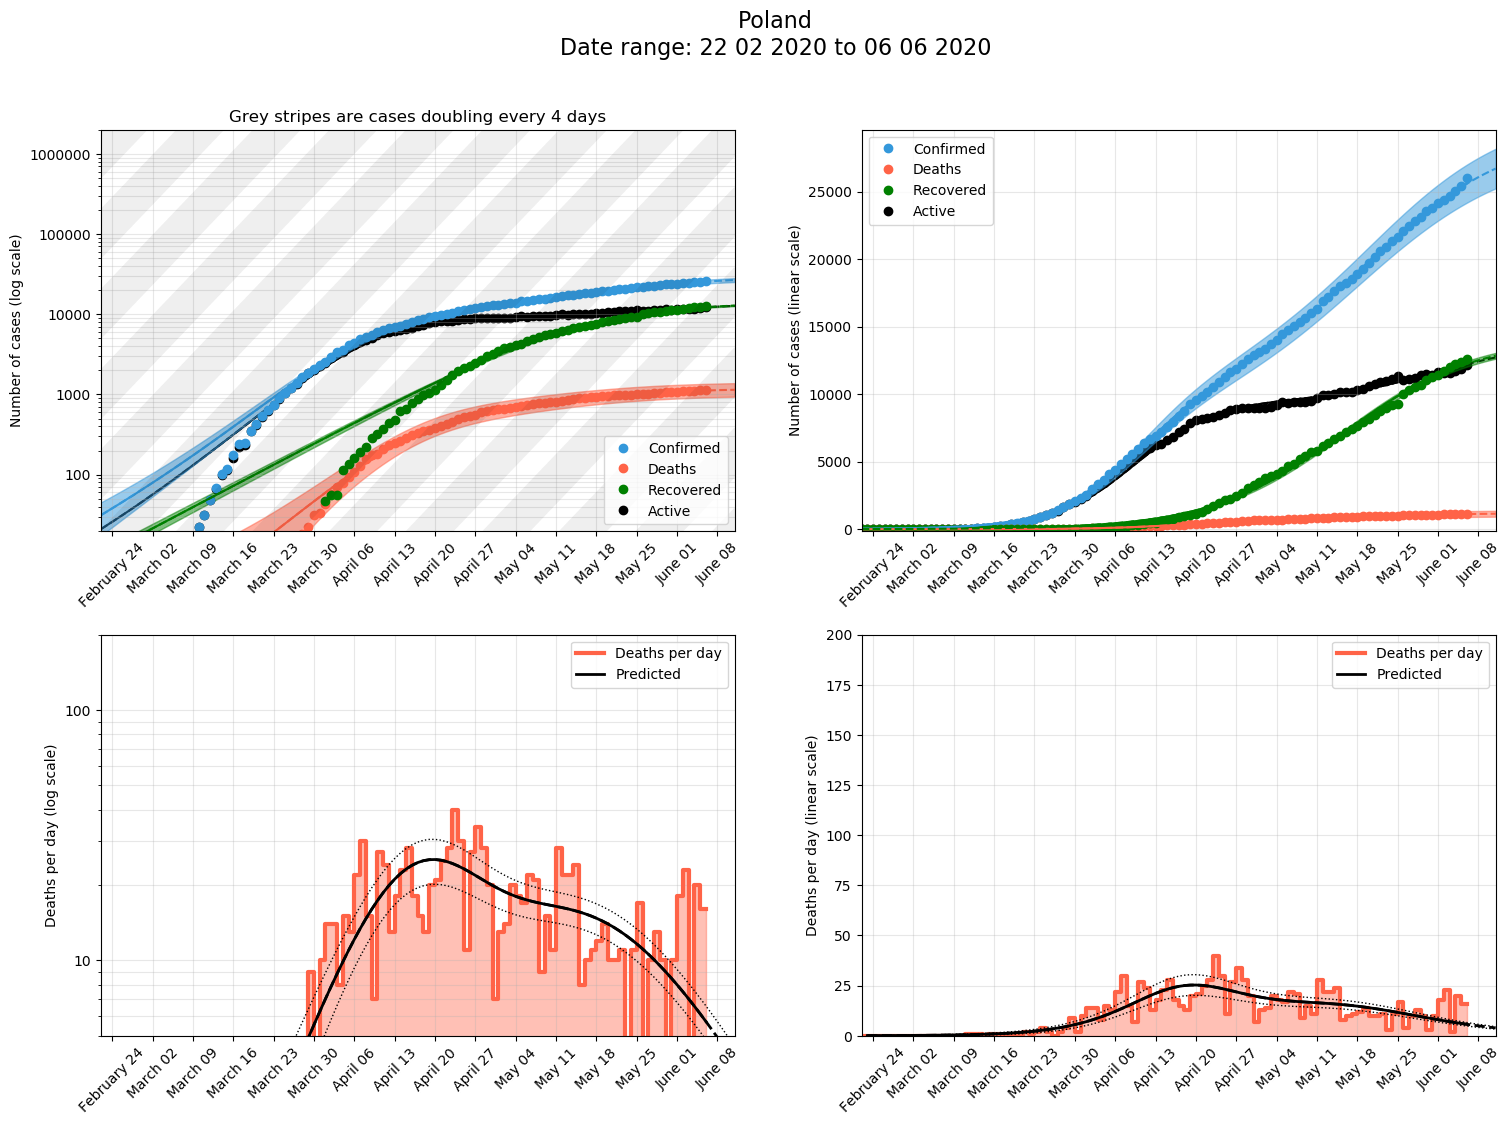 Poland
Date range: 22 02 2020 to 06 06 2020
Grey stripes are cases doubling every 4 days
Number of cases (log scale)
1000000
100000
10000
1000
100
Confirmed
Deaths
Recovered
Active
February 24
March 02
March 09
March 16
March 23
March 30
April 06
April 13
April 20
April 27
May 04
May 11
May 18
May 25
June 01
June 08
Number of cases (linear scale)
25000
20000
15000
10000
5000
0
Confirmed
Deaths
Recovered
Active
February 24
March 02
March 09
March 16
March 23
March 30
April 06
April 13
April 20
April 27
May 04
May 11
May 18
May 25
June 01
June 08
Deaths per day (log scale)
100
10
Deaths per day
Predicted
February 24
March 02
March 09
March 16
March 23
March 30
April 06
April 13
April 20
April 27
May 04
May 11
May 18
May 25
June 01
June 08
Deaths per day (linear scale)
200
175
150
125
100
75
50
25
0
Deaths per day
Predicted
February 24
March 02
March 09
March 16
March 23
March 30
April 06
April 13
April 20
April 27
May 04
May 11
May 18
May 25
June 01
June 08